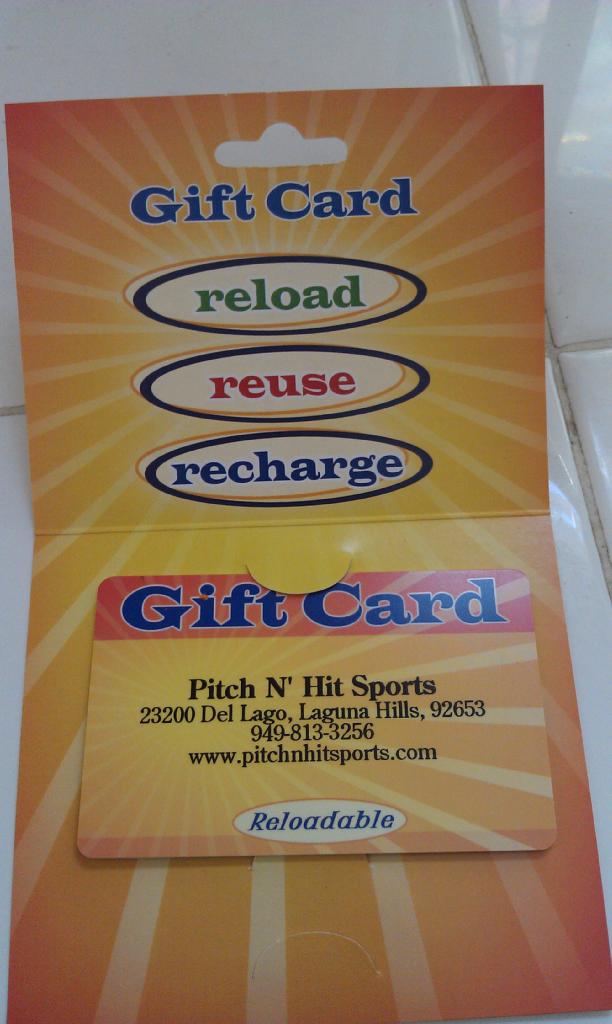 Gift Card
reload
reuse
recharge
Gift Card
Pitch N' Hit Sports
23200 Del Lago, Laguna Hills, 92653
949-813-3256
www.pitchnhitsports.com
Reloadable